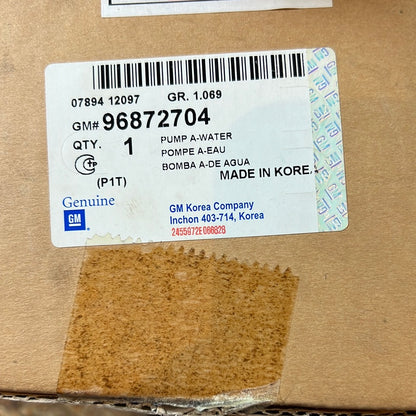 07894 12097 GR. 1.069
GM# 96872704
QTY. 1 PUMP A-WATER
POMPE A-EAU
BOMBA A-DE AGUA
(P1T) MADE IN KOREA
Genuine
GM
GM Korea Company
Inchon 403-714, Korea